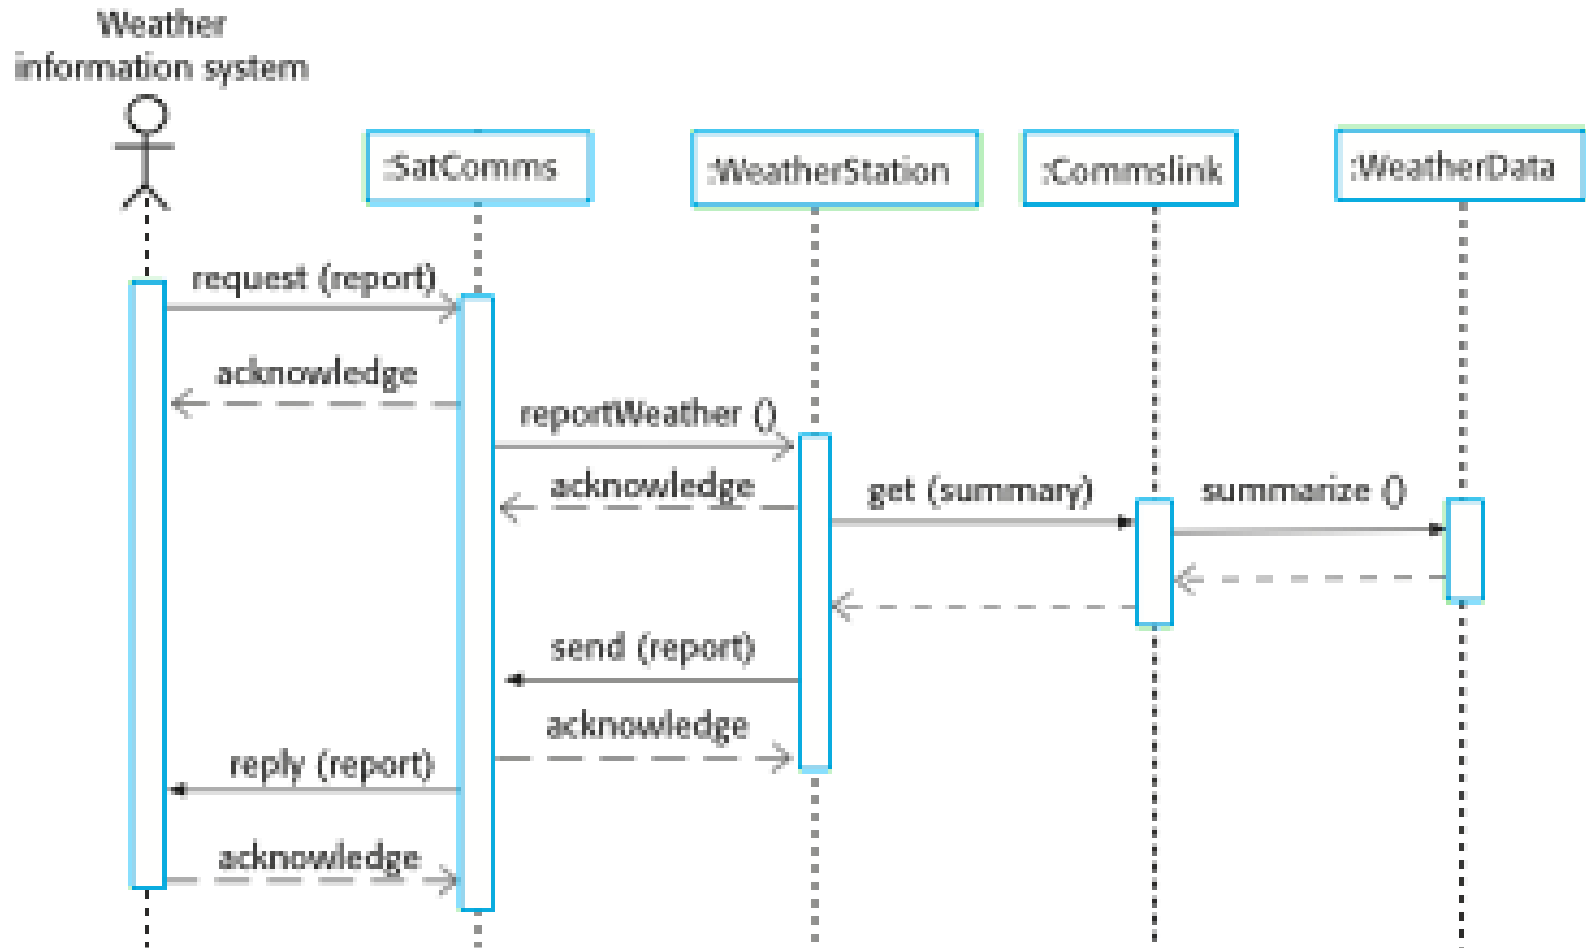 Weather
information system
:SatComms
:WeatherStation
:Commslink
:WeatherData
request (report)
acknowledge
reportWeather ()
acknowledge
get (summary)
summarize ()
send (report)
acknowledge
reply (report)
acknowledge